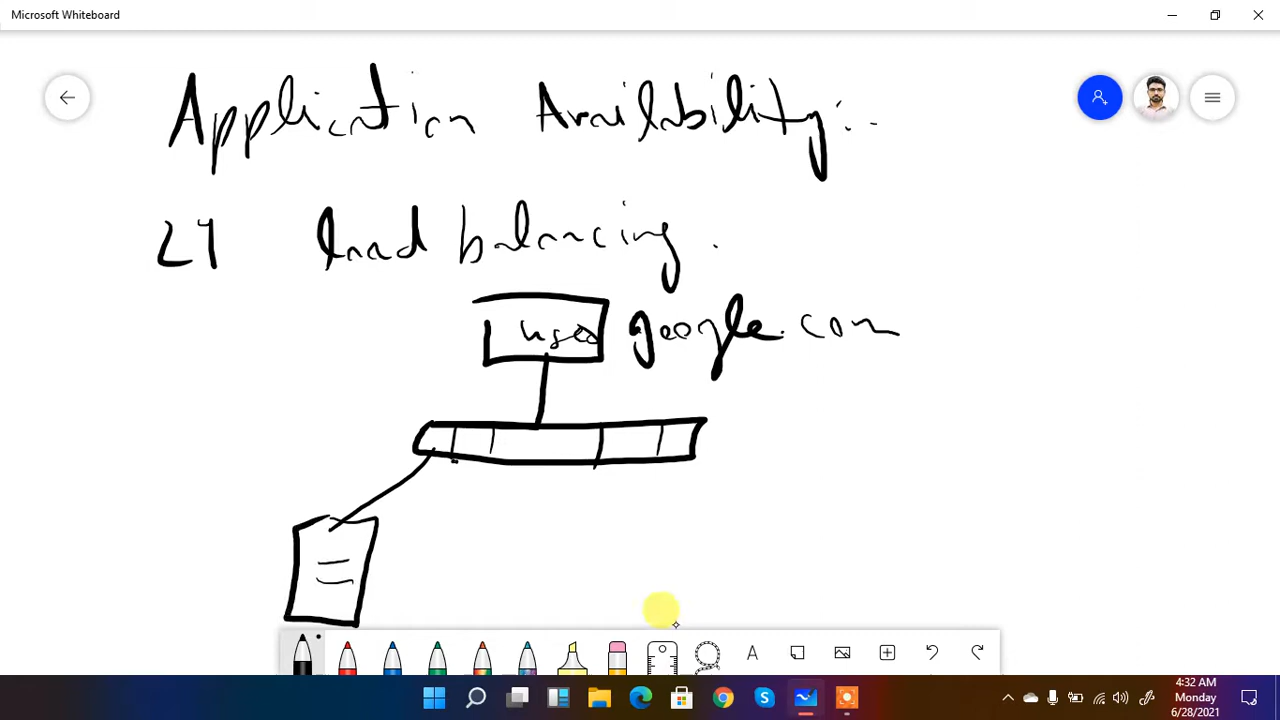 Microsoft Whiteboard
Application Availability:-
L4 load balancing.
user google.com
4:32 AM
Monday
6/28/2021